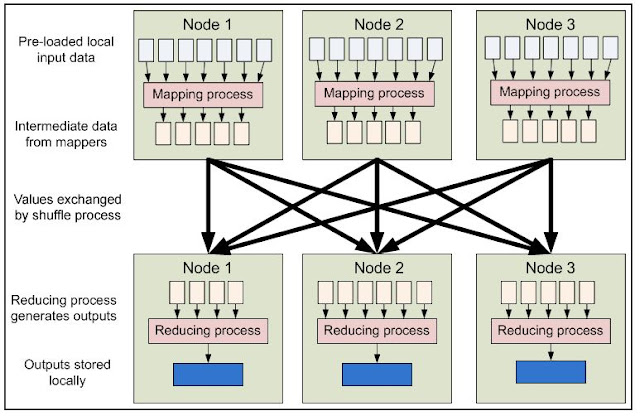 Node 1
Node 2
Node 3
Pre-loaded local
input data
Mapping process
Mapping process
Mapping process
Intermediate data
from mappers
Values exchanged
by shuffle process
Node 1
Node 2
Node 3
Reducing process
generates outputs
Reducing process
Reducing process
Reducing process
Outputs stored
locally